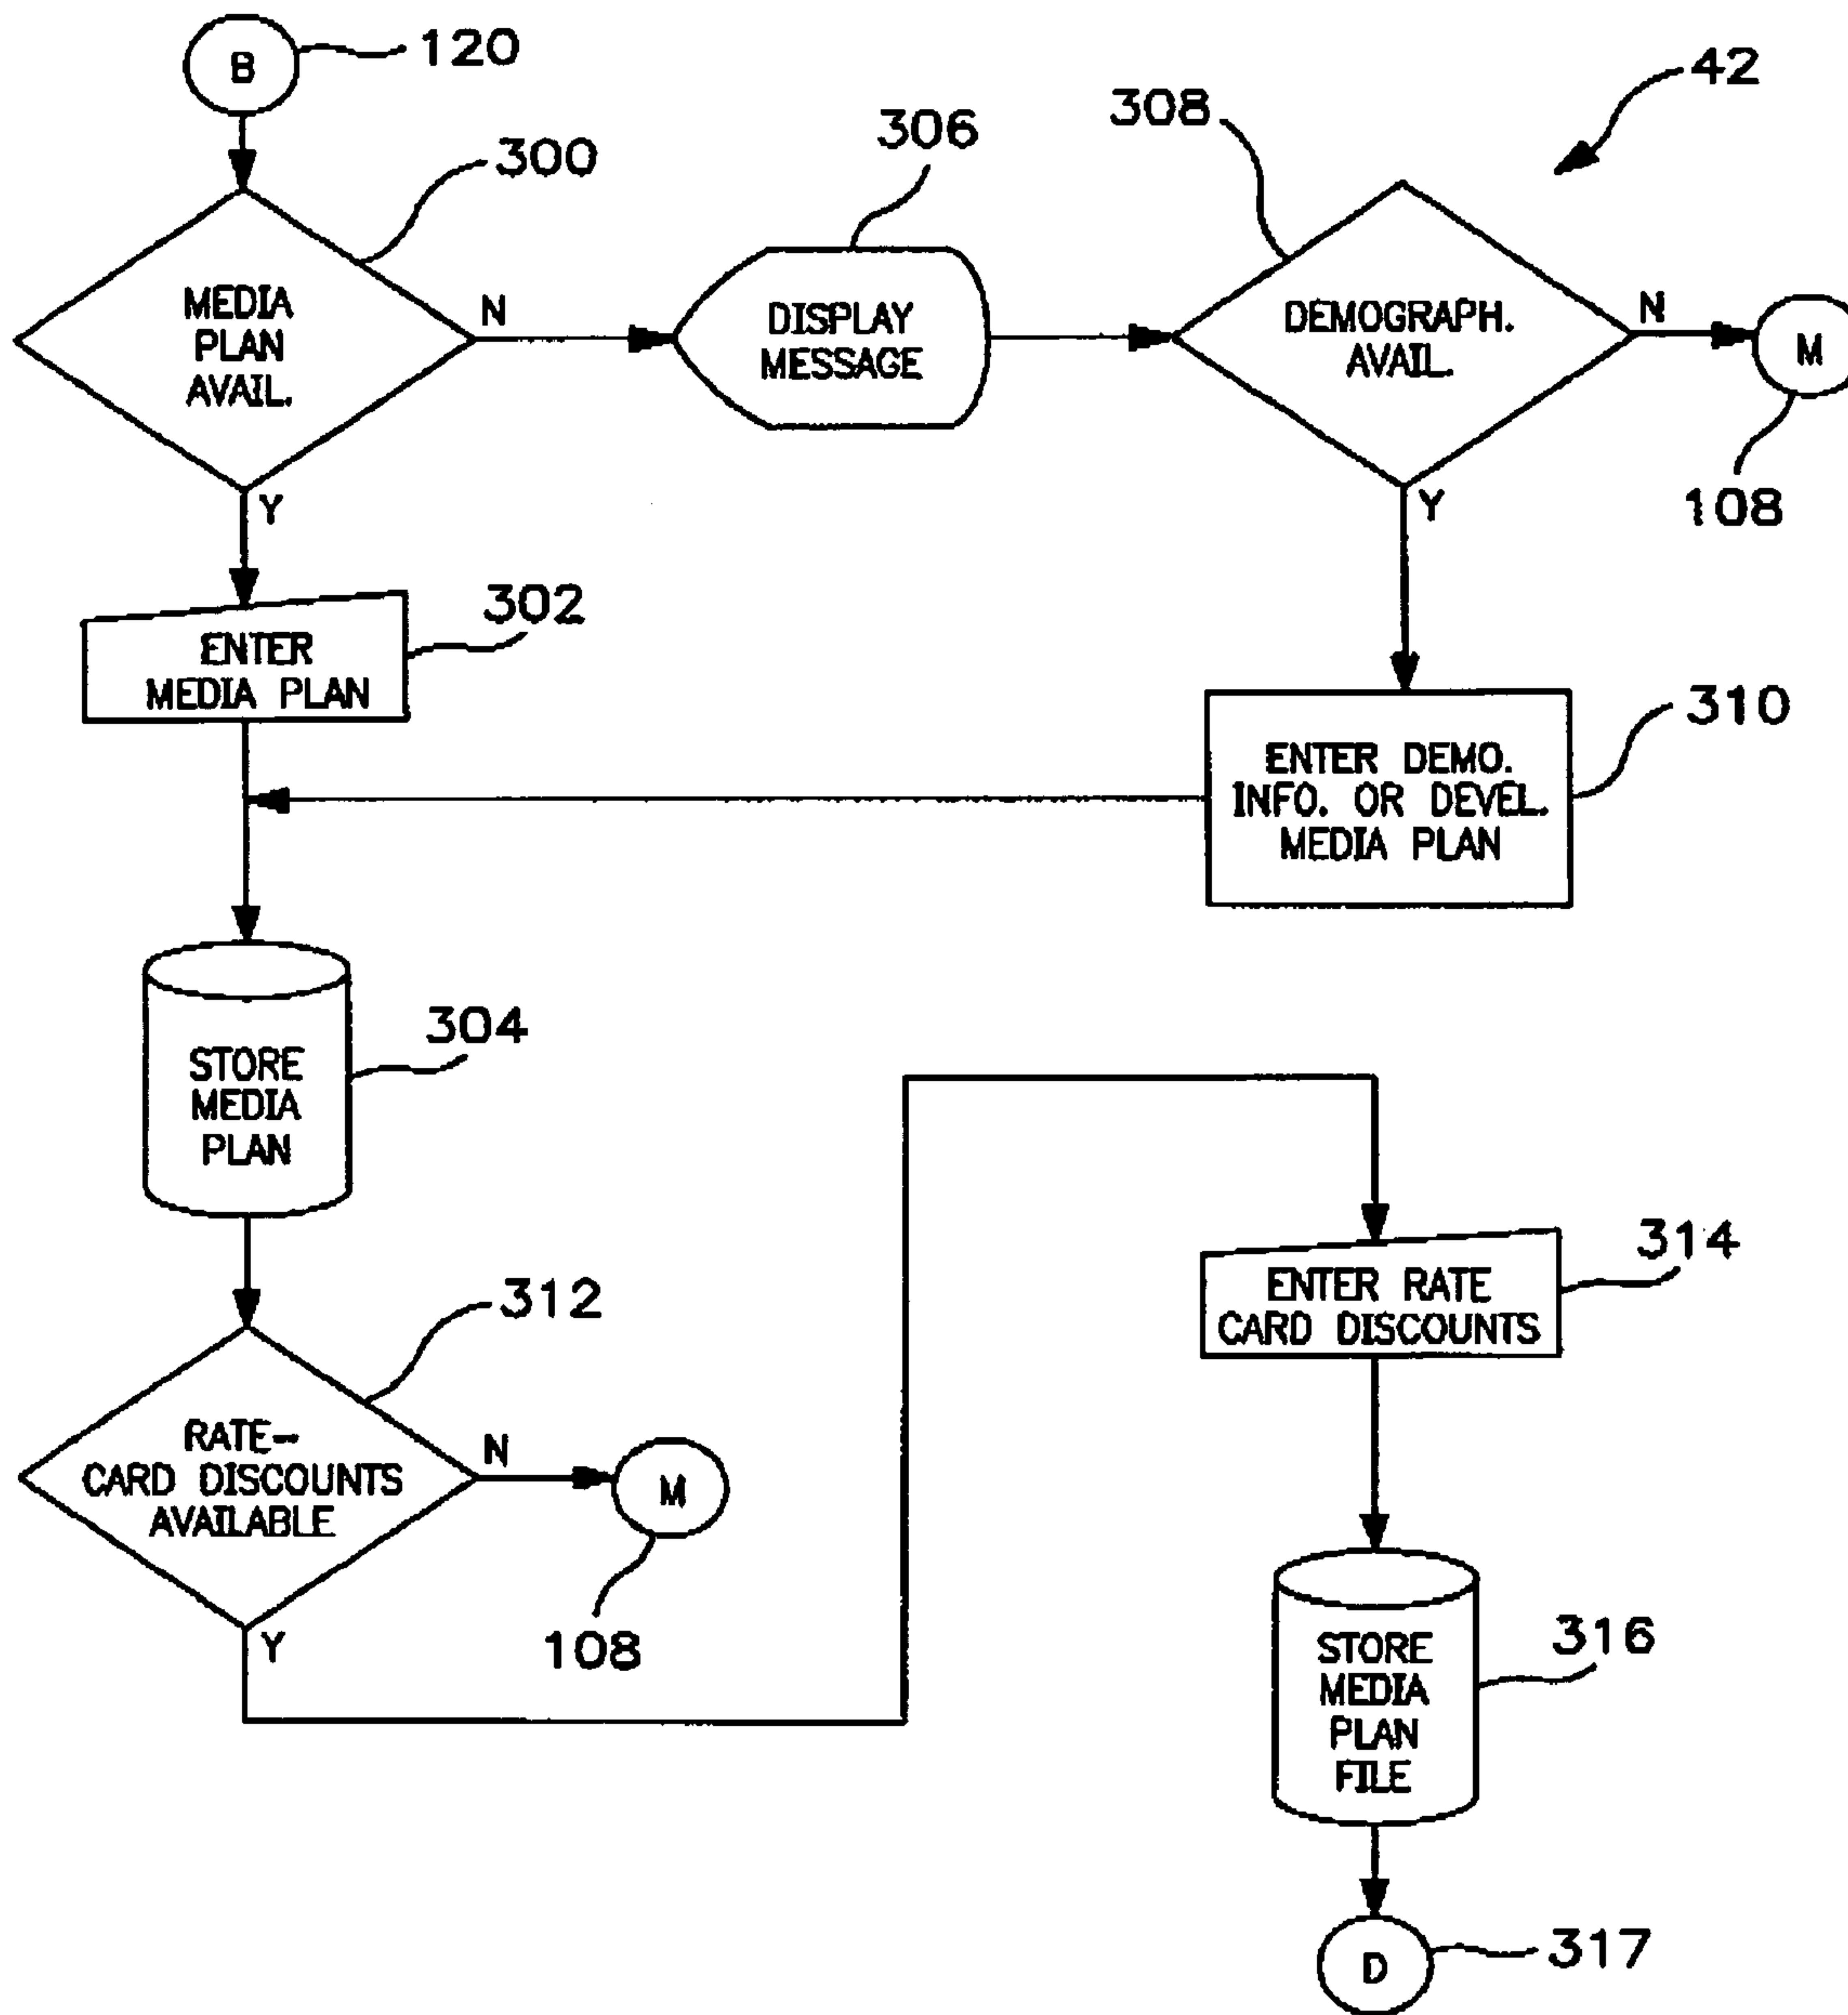 B
120
42
300
306
308
MEDIA
PLAN
AVAIL.
N
DISPLAY
MESSAGE
DEMOGRAPH.
AVAIL.
N
M
108
Y
Y
302
ENTER
MEDIA PLAN
310
ENTER DEMO.
INFO. OR DEVEL.
MEDIA PLAN
304
STORE
MEDIA
PLAN
314
ENTER RATE
CARD DISCOUNTS
312
RATE-
CARD DISCOUNTS
AVAILABLE
N
M
108
Y
316
STORE
MEDIA
PLAN
FILE
D
317